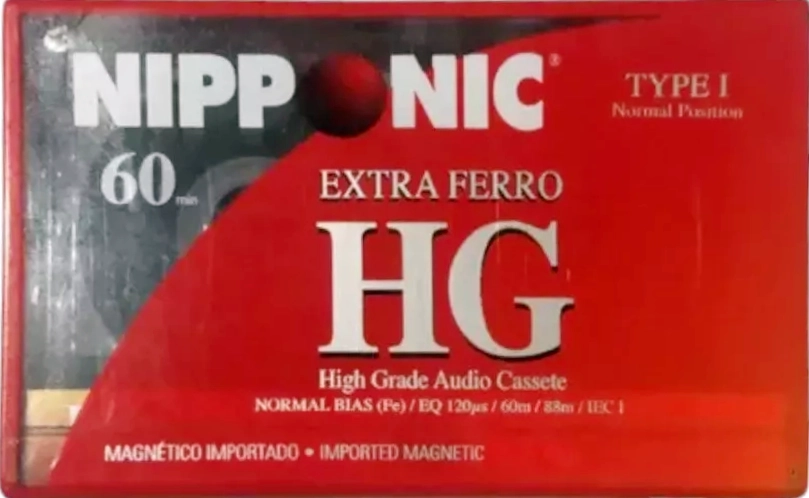 NIPPONIC®
TYPE I
Normal Position
60 min
EXTRA FERRO
HG
High Grade Audio Cassete
NORMAL BIAS (Fe) / EQ 120µs / 60m / 88m / IEC I
MAGNÉTICO IMPORTADO • IMPORTED MAGNETIC